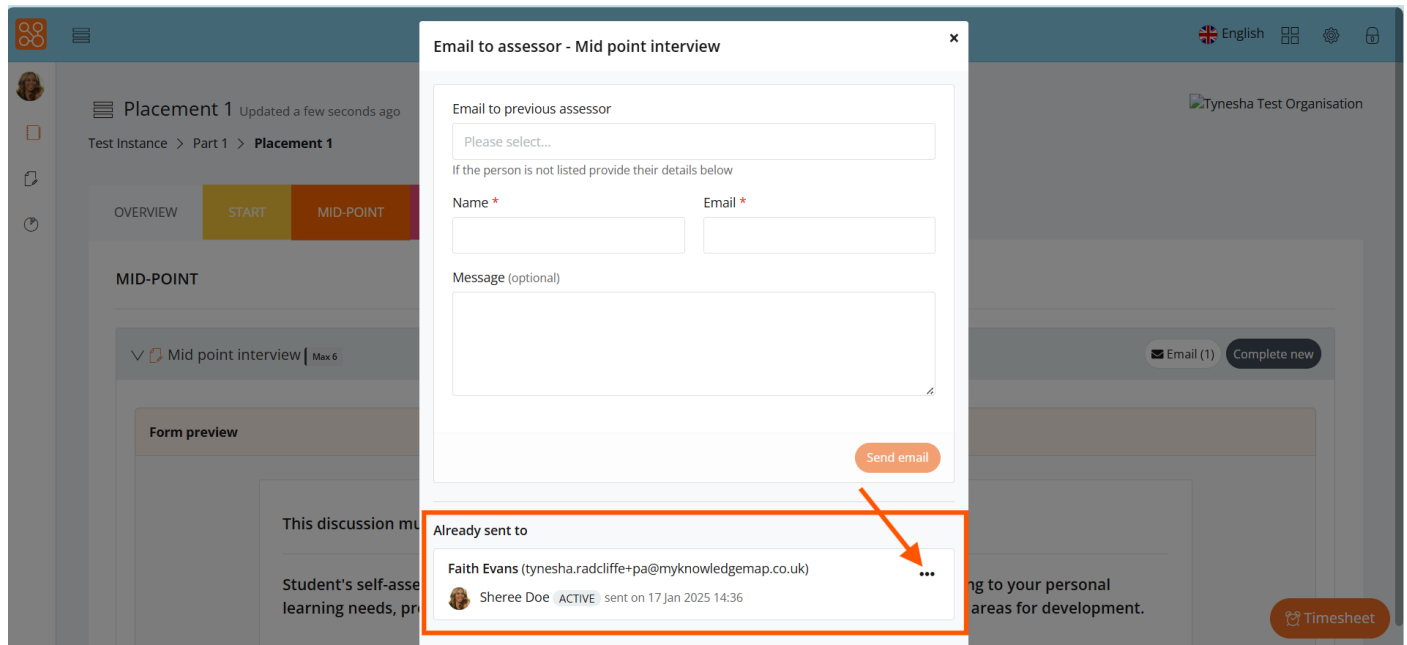 English
Email to assessor - Mid point interview
×
Placement 1 Updated a few seconds ago
Tynesha Test Organisation
Test Instance > Part 1 > Placement 1
OVERVIEW
START
MID-POINT
MID-POINT
Mid point interview Max 6
Email (1)
Complete new
Form preview
This discussion mu
Student's self-asse
ng to your personal
learning needs, pr
areas for development.
Email to previous assessor
Please select...
If the person is not listed provide their details below
Name *
Email *
Message (optional)
Send email
Already sent to
Faith Evans (tynesha.radcliffe+pa@myknowledgemap.co.uk)
Sheree Doe ACTIVE sent on 17 Jan 2025 14:36
Timesheet